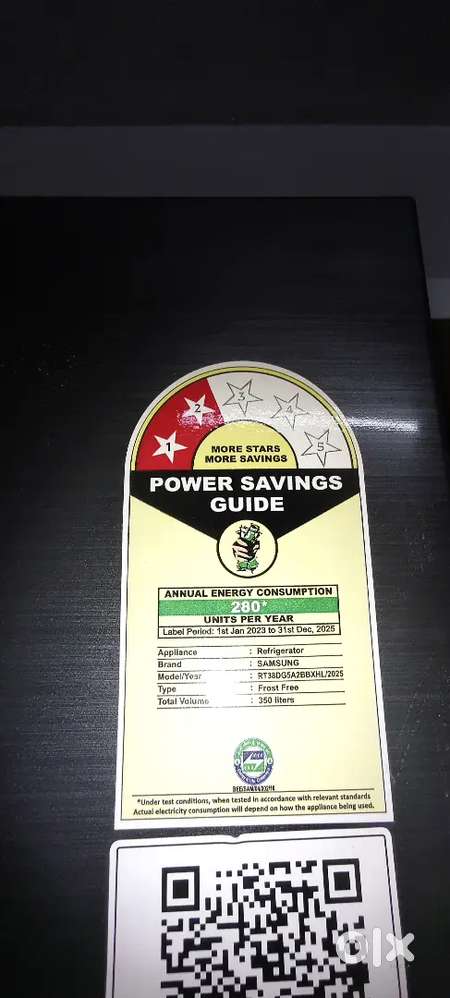 1 2 3 4 5
MORE STARS
MORE SAVINGS
POWER SAVINGS
GUIDE
ANNUAL ENERGY CONSUMPTION
280*
UNITS PER YEAR
Label Period: 1st Jan 2023 to 31st Dec, 2025
Appliance : Refrigerator
Brand : SAMSUNG
Model/Year : RT38DG5A2BBXHL/2025
Type : Frost Free
Total Volume : 350 liters
*Under test conditions, when tested in accordance with relevant standards
Actual electricity consumption will depend on how the appliance being used.
olx